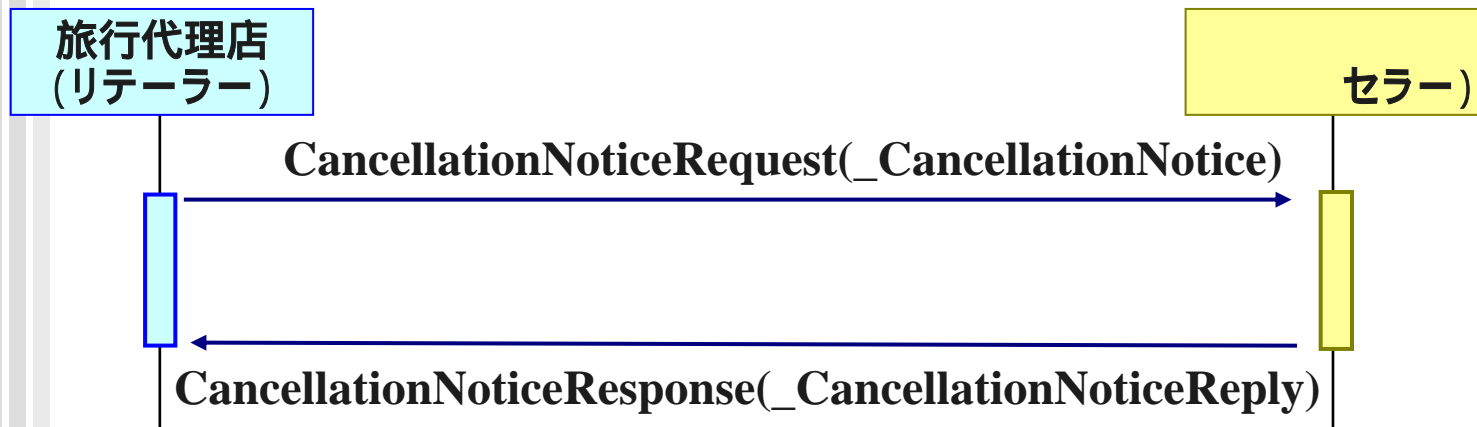 旅行代理店
(リテーラー)
セラー)
CancellationNoticeRequest(_CancellationNotice)
CancellationNoticeResponse(_CancellationNoticeReply)